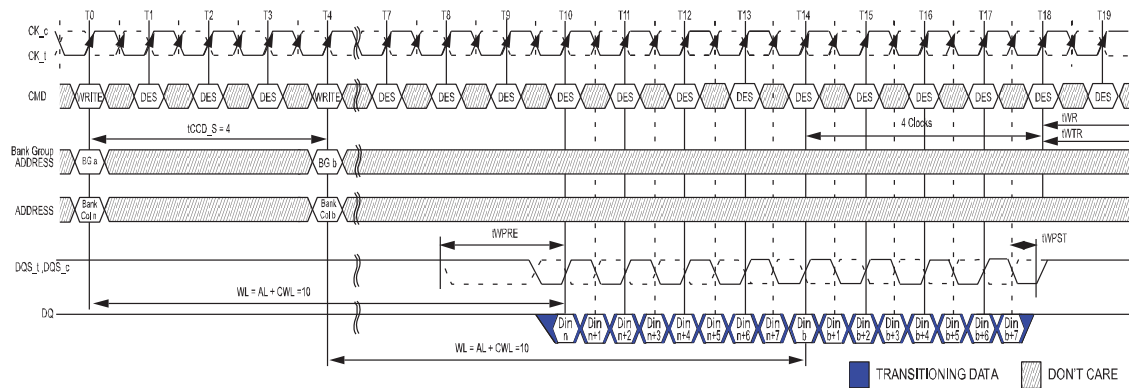 T0 T1 T2 T3 T4 T7 T8 T9 T10 T11 T12 T13 T14 T15 T16 T17 T18 T19
CK_c
CK_t
CMD WRITE DES DES DES WRITE DES DES DES DES DES DES DES DES DES DES DES DES DES
tCCD_S = 4 4 Clocks tWR
tWTR
Bank Group
ADDRESS BG a BG b
ADDRESS Bank Col n Bank Col b
tWPRE tWPST
DQS_t ,DQS_c
WL = AL + CWL =10
DQ Din n Din n+1 Din n+2 Din n+3 Din n+4 Din n+5 Din n+6 Din n+7 Din b Din b+1 Din b+2 Din b+3 Din b+4 Din b+5 Din b+6 Din b+7
WL = AL + CWL =10
TRANSITIONING DATA DON'T CARE